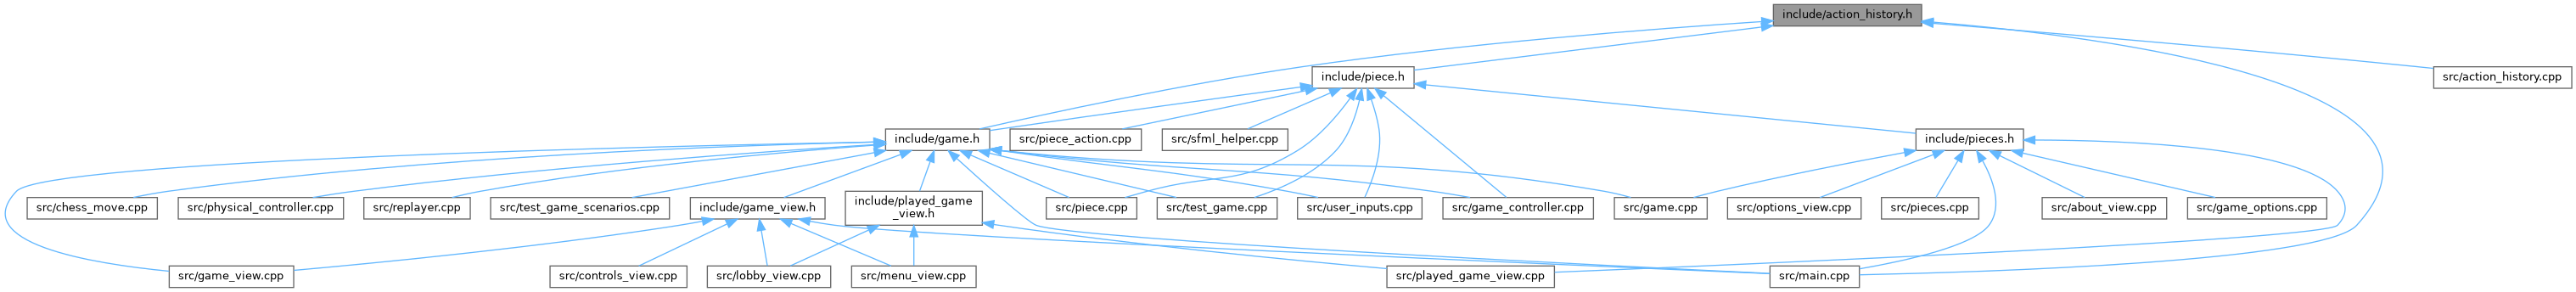 include/action_history.h
include/piece.h
src/action_history.cpp
include/game.h
src/piece_action.cpp
src/sfml_helper.cpp
include/pieces.h
src/chess_move.cpp
src/physical_controller.cpp
src/replayer.cpp
src/test_game_scenarios.cpp
include/game_view.h
include/played_game
_view.h
src/piece.cpp
src/test_game.cpp
src/user_inputs.cpp
src/game_controller.cpp
src/game.cpp
src/options_view.cpp
src/pieces.cpp
src/about_view.cpp
src/game_options.cpp
src/game_view.cpp
src/controls_view.cpp
src/lobby_view.cpp
src/menu_view.cpp
src/played_game_view.cpp
src/main.cpp